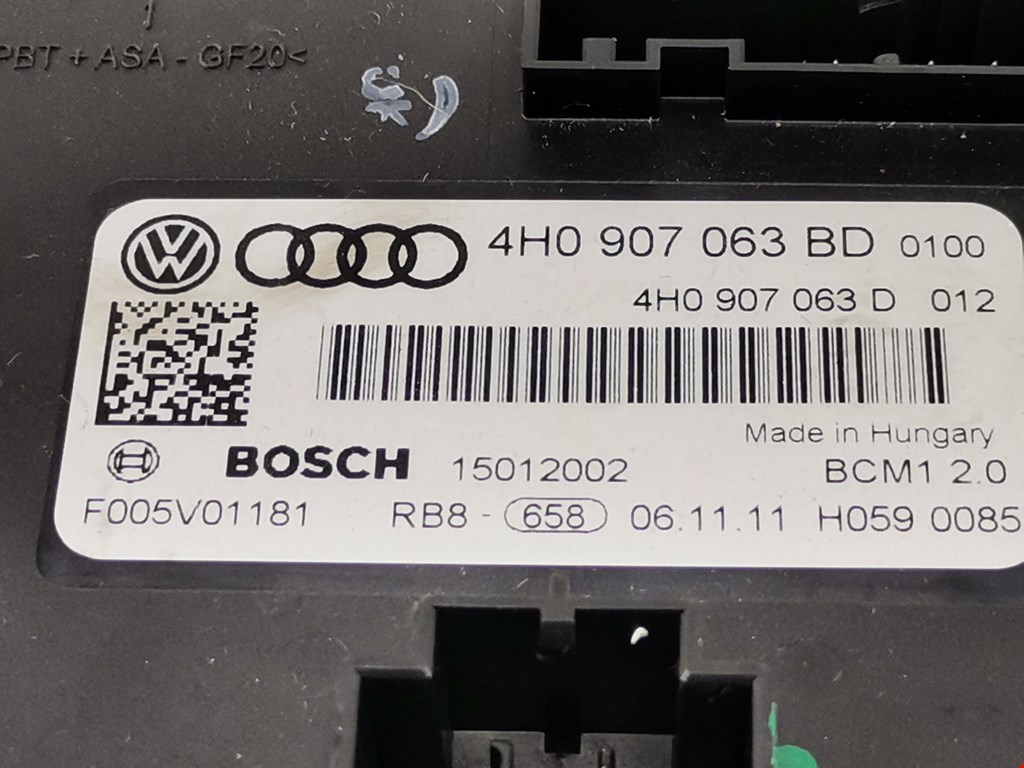 1
PBT + ASA - GF20<
4H0 907 063 BD 0100
4H0 907 063 D 012
Made in Hungary
BOSCH 15012002 BCM1 2.0
F005V01181 RB8 - 658 06.11.11 H059 0085